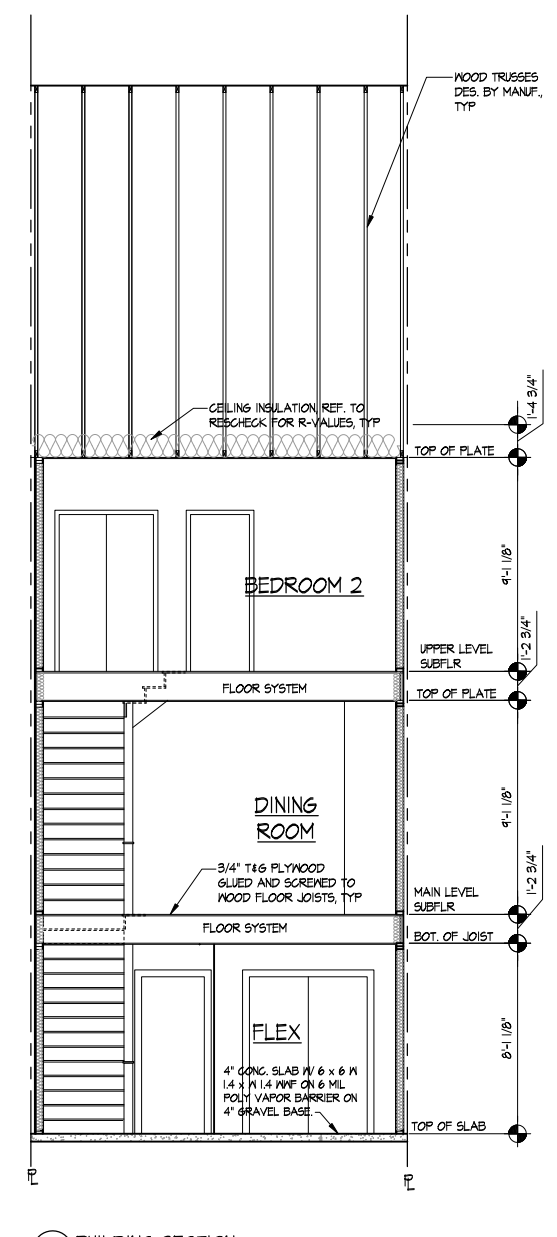 WOOD TRUSSES
DES. BY MANUF.,
TYP
1'-4 3/4"
CEILING INSULATION, REF. TO
RESCHECK FOR R-VALUES, TYP
TOP OF PLATE
9'-1 1/8"
BEDROOM 2
1'-2 3/4"
UPPER LEVEL
SUBFLR
FLOOR SYSTEM
TOP OF PLATE
9'-1 1/8"
DINING
ROOM
3/4" T&G PLYWOOD
GLUED AND SCREWED TO
WOOD FLOOR JOISTS, TYP
1'-2 3/4"
MAIN LEVEL
SUBFLR
FLOOR SYSTEM
BOT. OF JOIST
8'-1 1/8"
FLEX
4" CONC. SLAB W/ 6 x 6 W
1.4 x W 1.4 WWF ON 6 MIL
POLY VAPOR BARRIER ON
4" GRAVEL BASE.
TOP OF SLAB
PL
PL
BUILDING SECTION